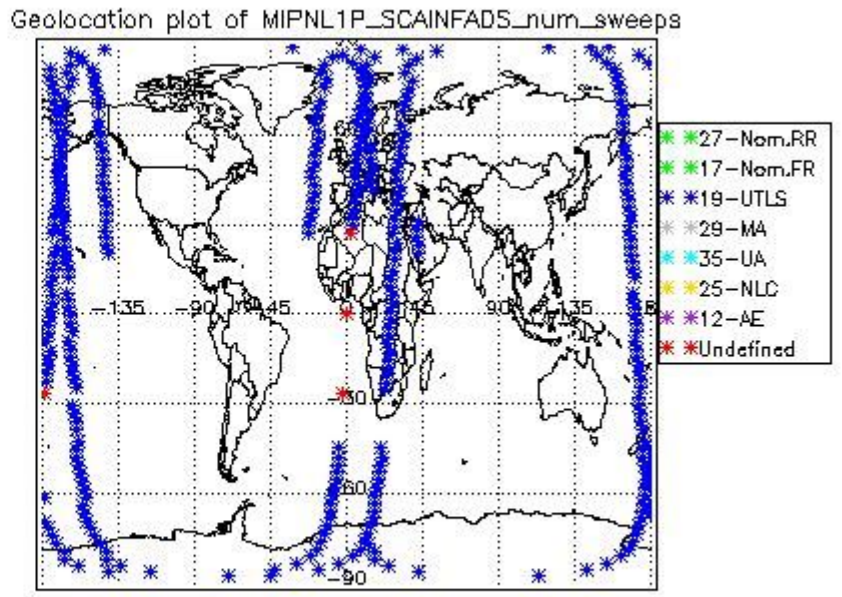 Geolocation plot of MIPNL1P_SCAINFADS_num_sweeps
27-Nom.RR
17-Nom.FR
19-UTLS
29-MA
35-UA
25-NLC
12-AE
Undefined
-135 -90 -45 45 90 135
-30
-60
-90